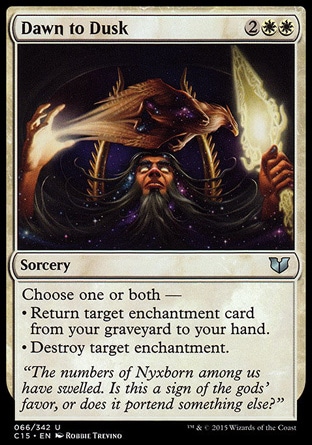 Dawn to Dusk 2
Sorcery
Choose one or both —
• Return target enchantment card
from your graveyard to your hand.
• Destroy target enchantment.
"The numbers of Nyxborn among us
have swelled. Is this a sign of the gods'
favor, or does it portend something else?"
066/342 U
C15 • EN Robbie Trevino ™ & © 2015 Wizards of the Coast